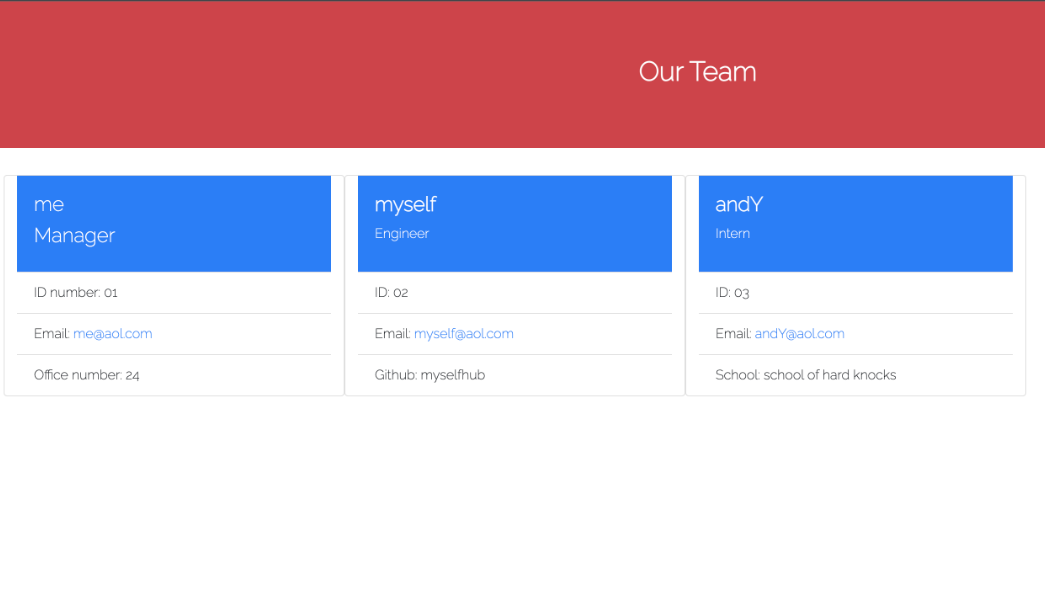 Our Team
me
Manager
ID number: 01
Email: me@aol.com
Office number: 24
myself
Engineer
ID: 02
Email: myself@aol.com
Github: myselfhub
andY
Intern
ID: 03
Email: andY@aol.com
School: school of hard knocks